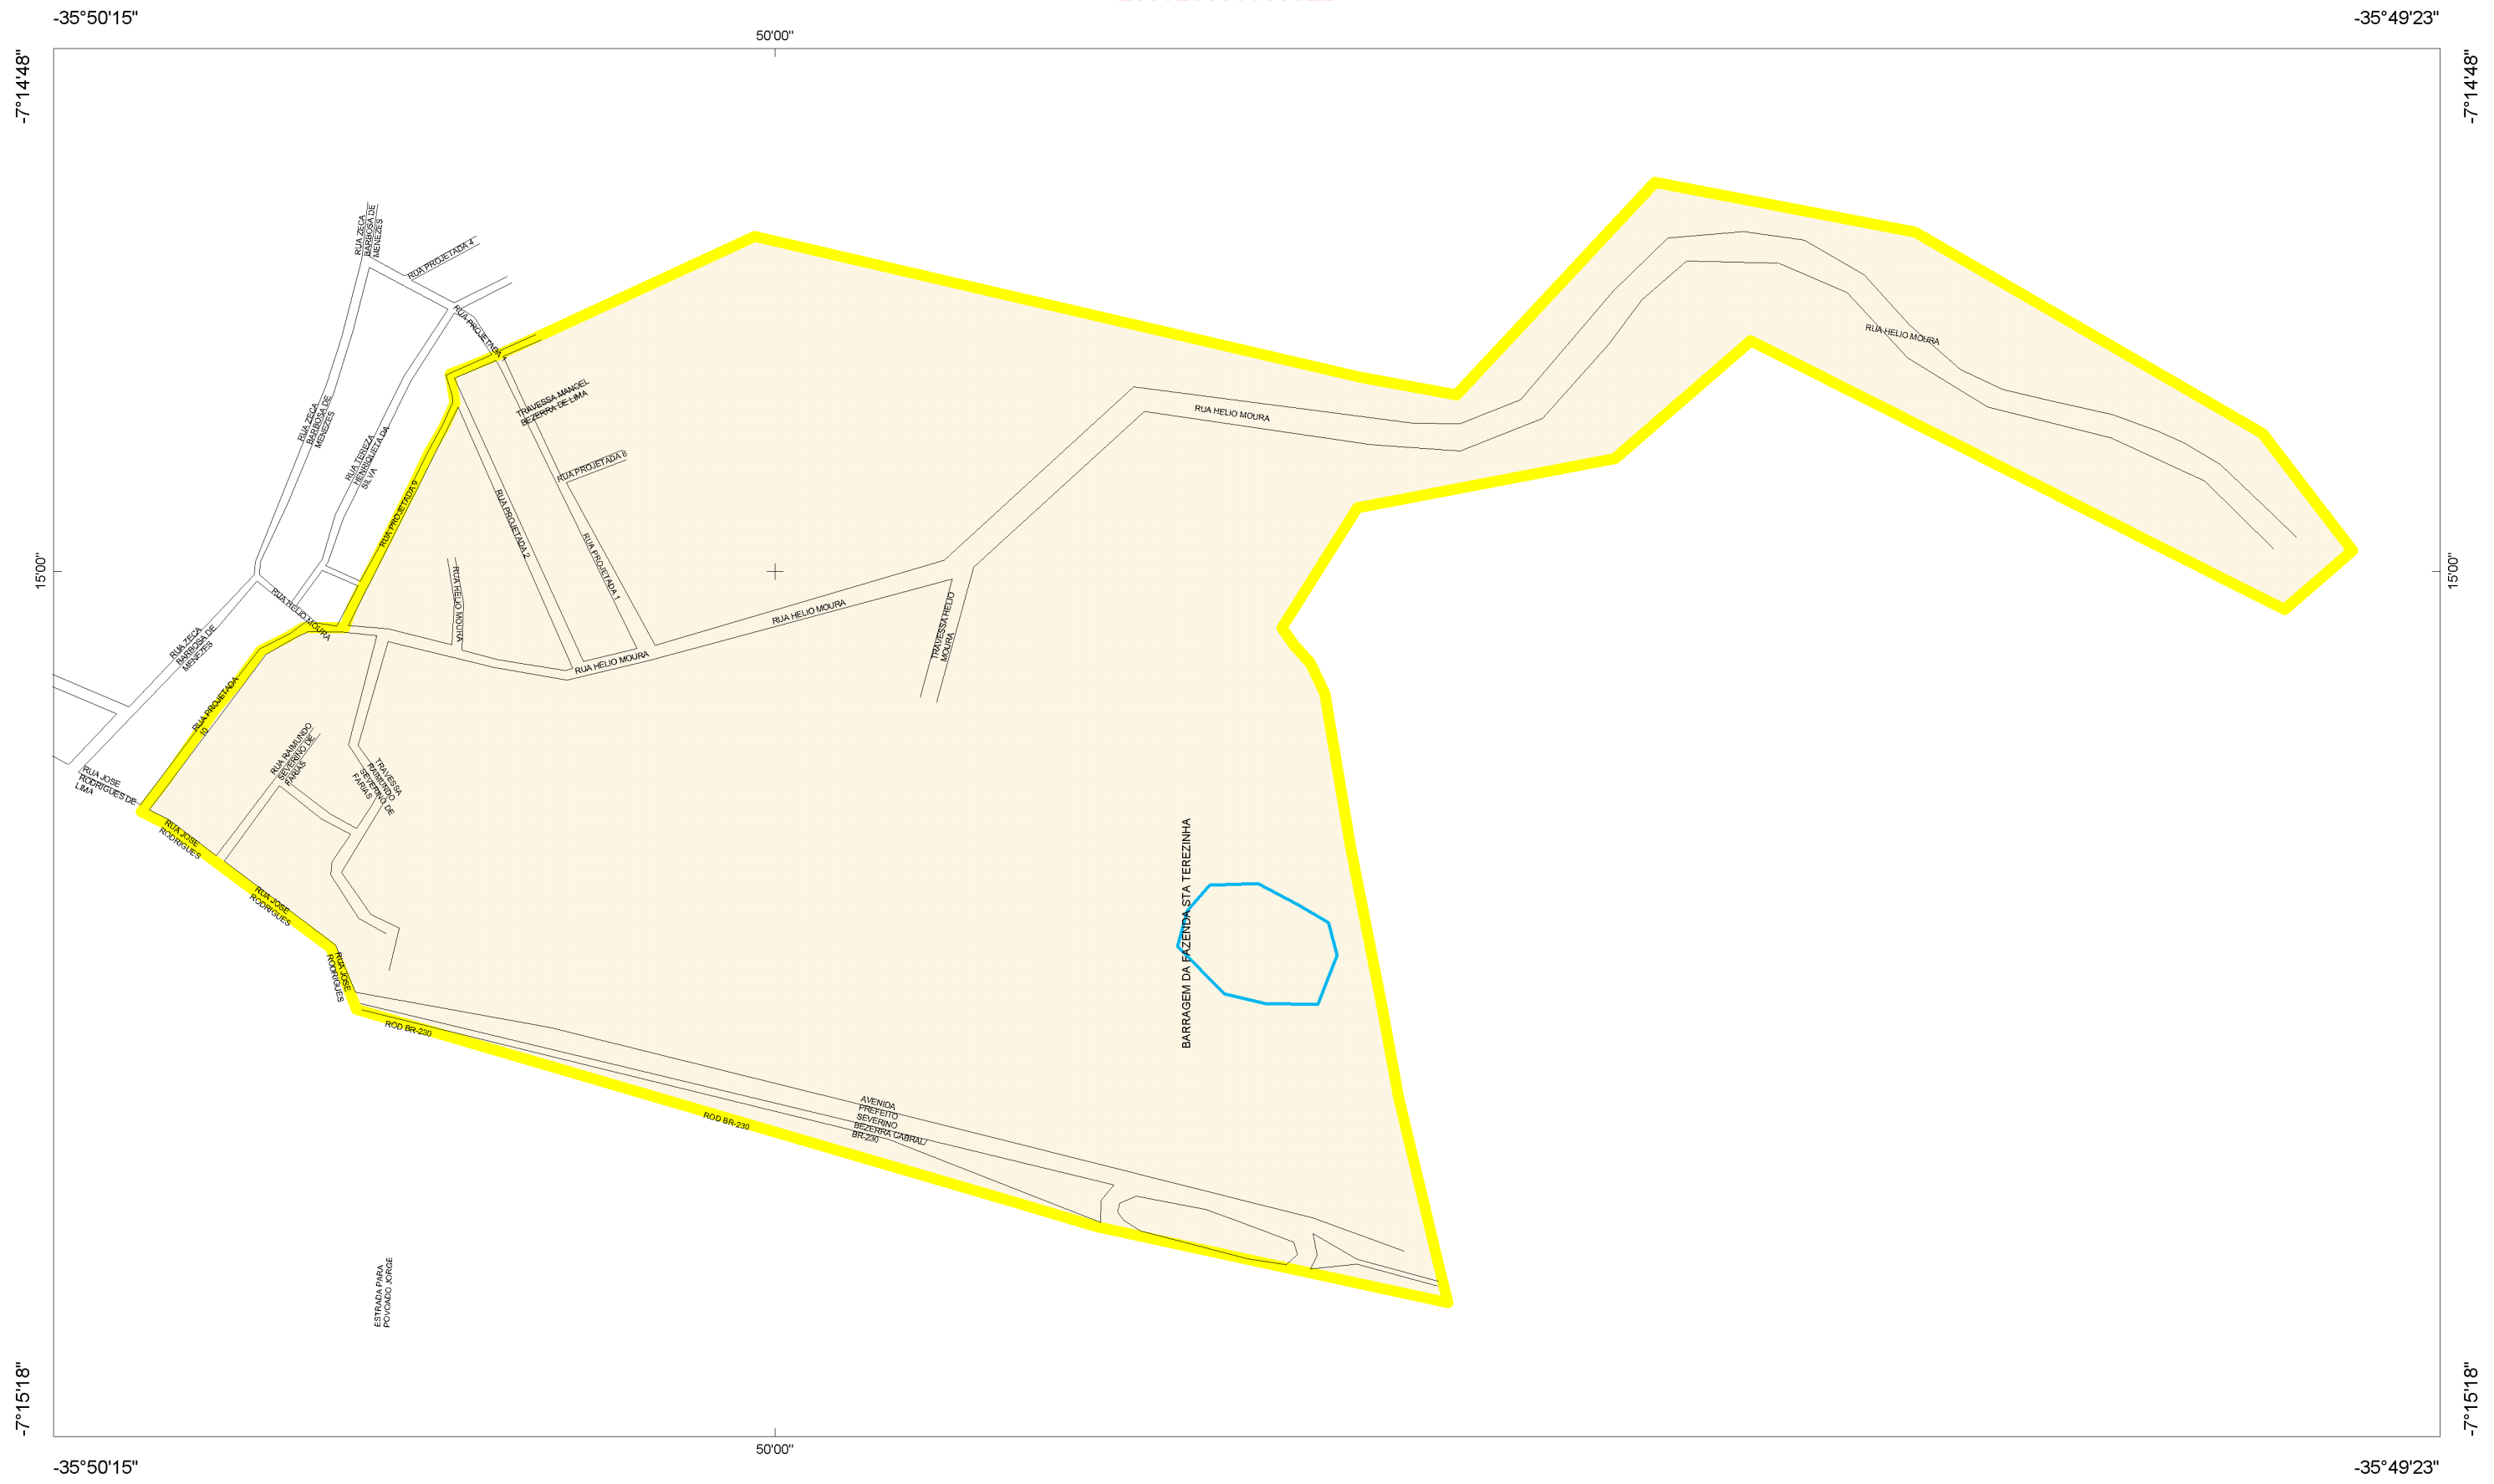 -35°50'15"
-35°49'23"
50'00"
-7°14'48"
-7°14'48"
RUA ZECA
BARBOSA DE
MENEZES
RUA PROJETADA 4
RUA PROJETADA 1
RUA HELIO MOURA
TRAVESSA MANOEL
BEZERRA DE LIMA
RUA HELIO MOURA
RUA ZECA
BARBOSA DE
MENEZES
RUA TEREZA
HENRIQUETA DA
SILVA
RUA PROJETADA 8
RUA PROJETADA 9
RUA PROJETADA 2
RUA PROJETADA 1
15'00"
15'00"
RUA HELIO MOURA
RUA HELIO MOURA
RUA HELIO MOURA
TRAVESSA HELIO
MOURA
RUA ZECA
BARBOSA DE
MENEZES
RUA HELIO MOURA
RUA PROJETADA
10
RUA RAIMUNDO
SEVERINO DE
FARIAS
TRAVESSA
RAIMUNDO
SEVERINO DE
FARIAS
RUA JOSE
RODRIGUES DE
LIMA
RUA JOSE
RODRIGUES
RUA JOSE
RODRIGUES
BARRAGEM DA FAZENDA STA TEREZINHA
RUA JOSE
RODRIGUES
ROD BR-230
AVENIDA
PREFEITO
SEVERINO
BEZERRA CABRAL/
BR-230
ROD BR-230
ESTRADA PARA
POVOADO JORGE
-7°15'18"
-7°15'18"
50'00"
-35°50'15"
-35°49'23"